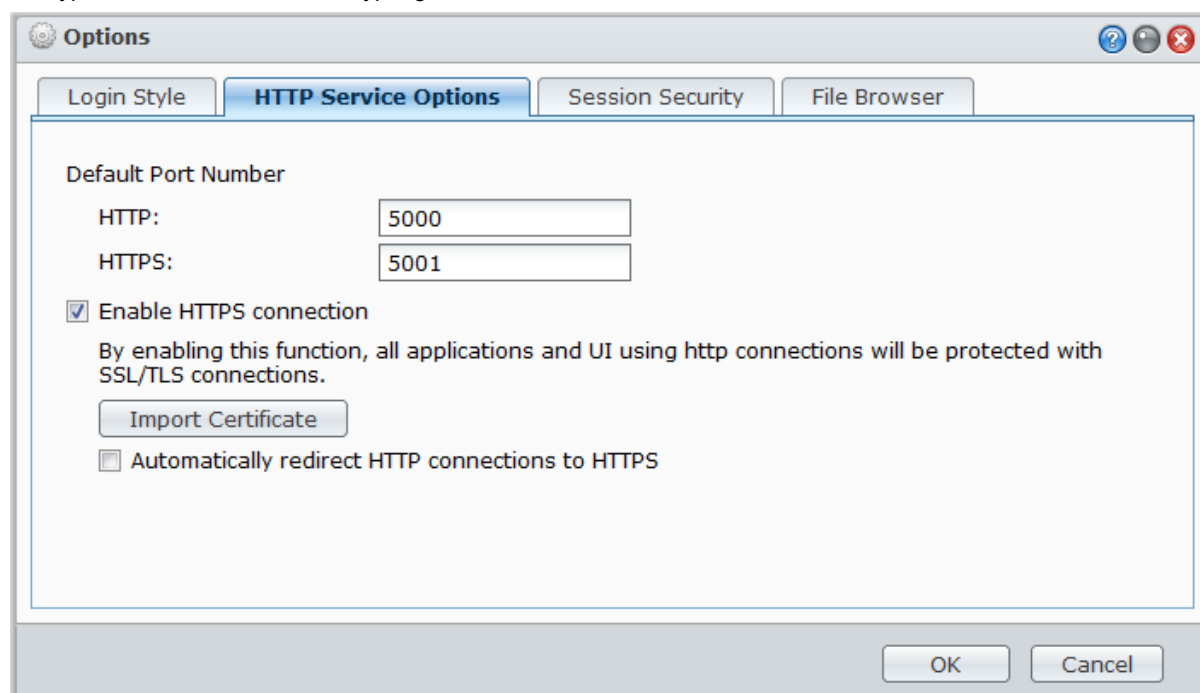 Options
Login Style HTTP Service Options Session Security File Browser
Default Port Number
HTTP: 5000
HTTPS: 5001
Enable HTTPS connection
By enabling this function, all applications and UI using http connections will be protected with
SSL/TLS connections.
Import Certificate
Automatically redirect HTTP connections to HTTPS
OK Cancel